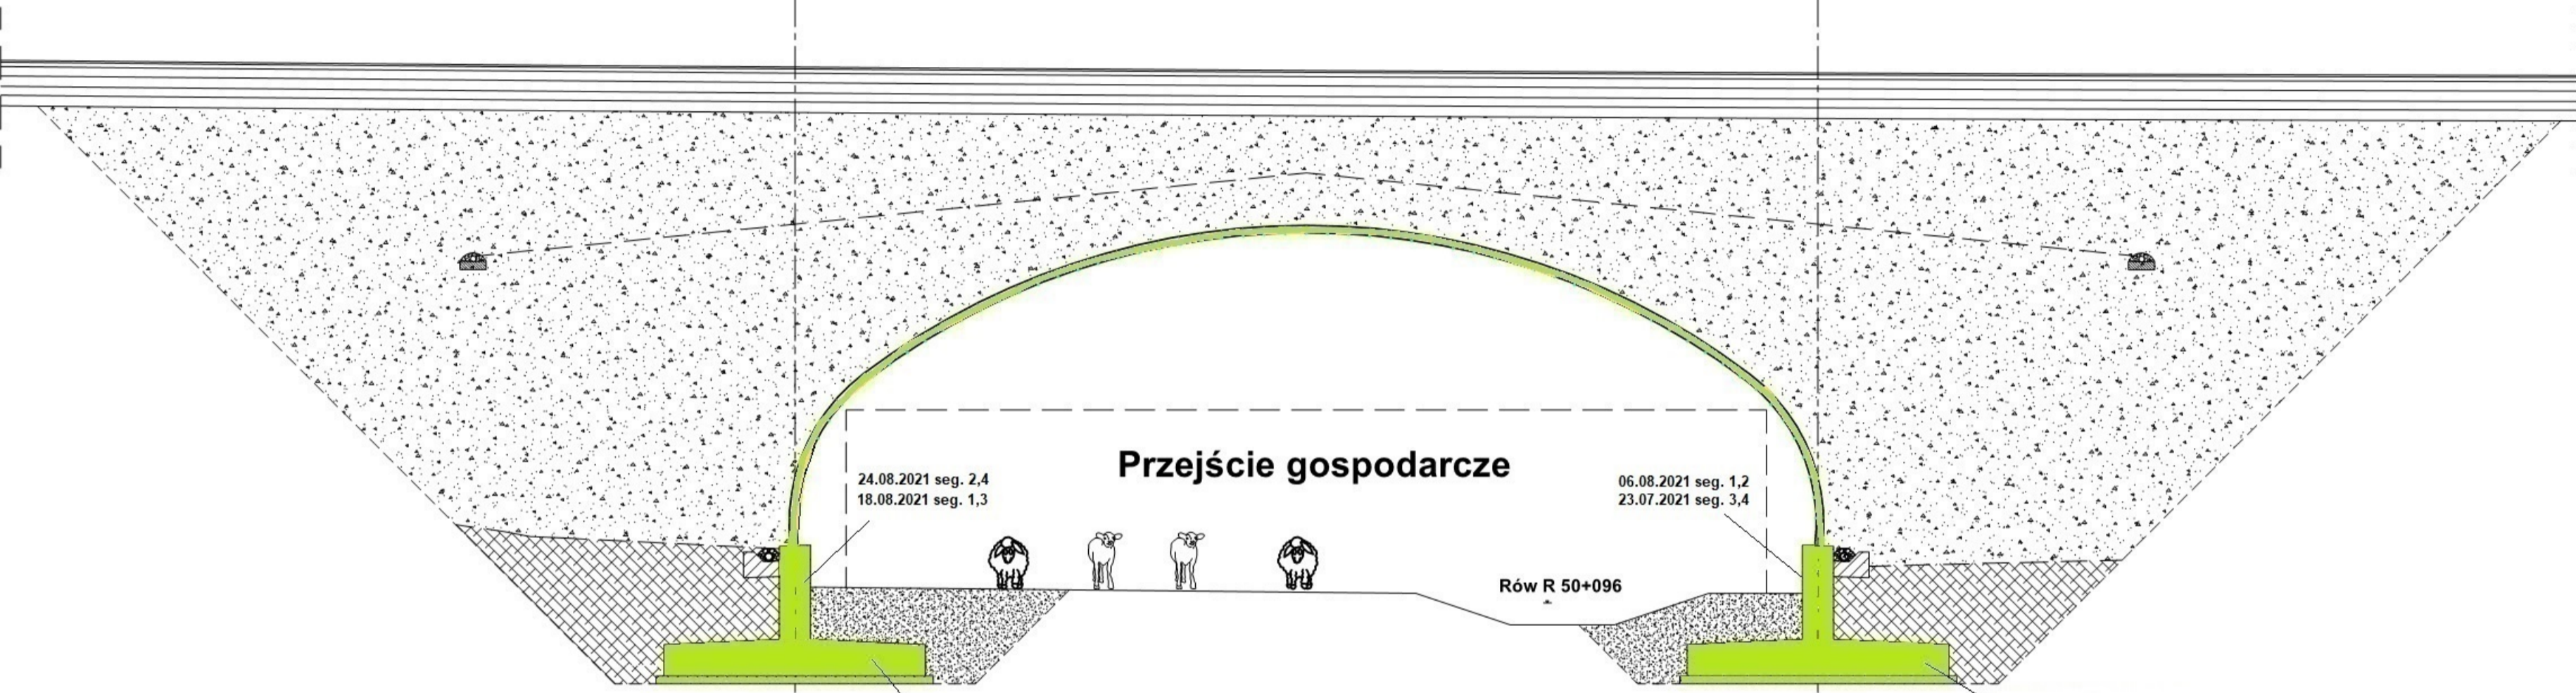 Przejście gospodarcze
24.08.2021 seg. 2,4
18.08.2021 seg. 1,3
06.08.2021 seg. 1,2
23.07.2021 seg. 3,4
Rów R 50+096